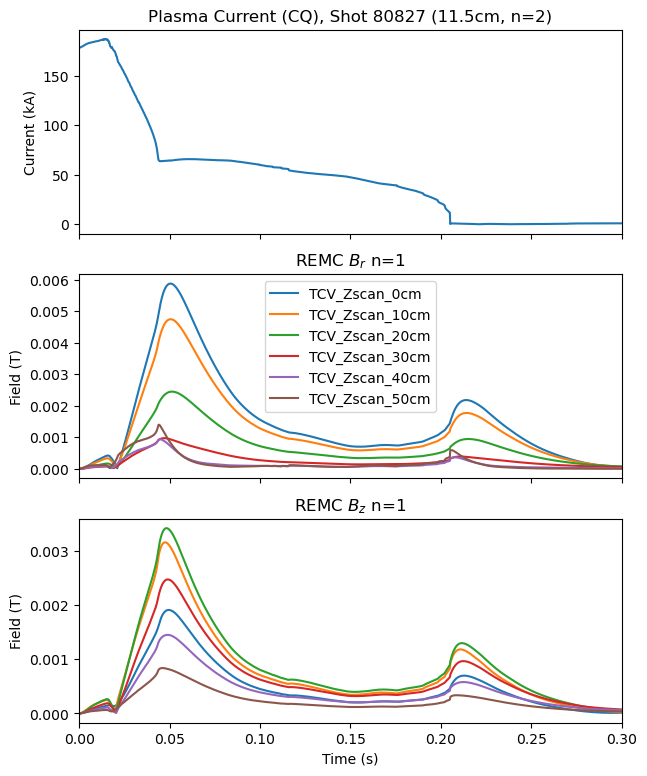 Plasma Current (CQ), Shot 80827 (11.5cm, n=2)
Current (kA)
150
100
50
0
REMC $B_r$ n=1
Field (T)
0.006
0.005
0.004
0.003
0.002
0.001
0.000
TCV_Zscan_0cm
TCV_Zscan_10cm
TCV_Zscan_20cm
TCV_Zscan_30cm
TCV_Zscan_40cm
TCV_Zscan_50cm
REMC $B_z$ n=1
Field (T)
0.003
0.002
0.001
0.000
0.00 0.05 0.10 0.15 0.20 0.25 0.30
Time (s)